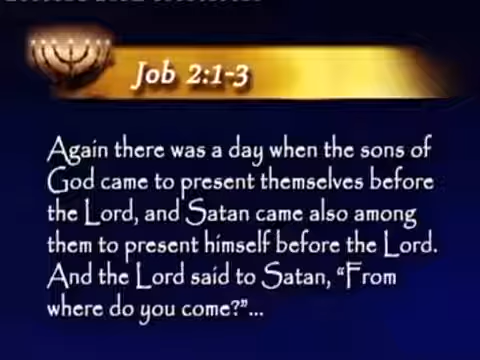 Job 2:1-3
Again there was a day when the sons of
God came to present themselves before
the Lord, and Satan came also among
them to present himself before the Lord.
And the Lord said to Satan, “From
where do you come?”...